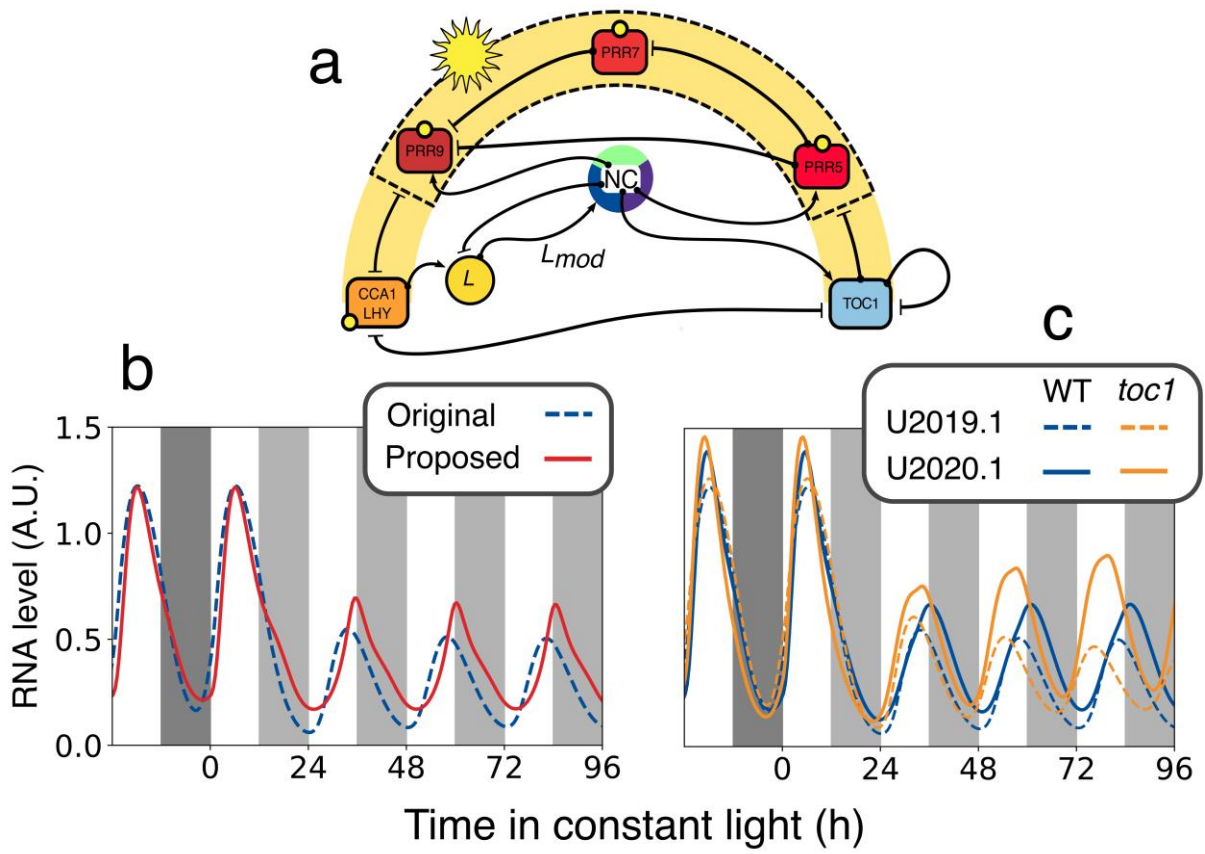 a
PRR7
PRR9
PRR5
NC
L
Lmod
CCA1
LHY
TOC1
b
Original
Proposed
c
WT toc1
U2019.1
U2020.1
RNA level (A.U.)
1.5
1.0
0.5
0.0
0 24 48 72 96
0 24 48 72 96
Time in constant light (h)